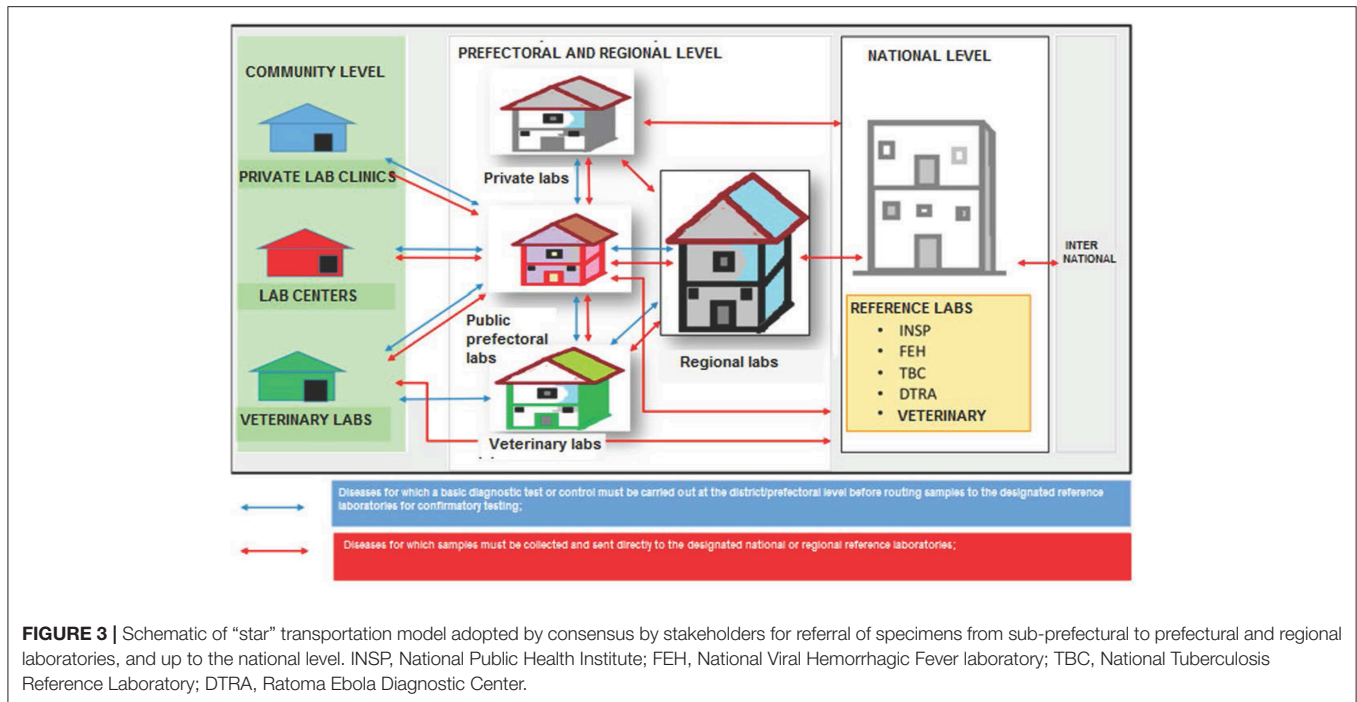 COMMUNITY LEVEL
PRIVATE LAB CLINICS
LAB CENTERS
VETERINARY LABS
PREFECTORAL AND REGIONAL LEVEL
Private labs
Public
prefectoral
labs
Veterinary labs
Regional labs
NATIONAL LEVEL
REFERENCE LABS
• INSP
• FEH
• TBC
• DTRA
• VETERINARY
INTER
NATIONAL
Diseases for which a basic diagnostic test or control must be carried out at the district/prefectoral level before routing samples to the designated reference
laboratories for confirmatory testing;
Diseases for which samples must be collected and sent directly to the designated national or regional reference laboratories;
FIGURE 3 | Schematic of “star” transportation model adopted by consensus by stakeholders for referral of specimens from sub-prefectural to prefectural and regional
laboratories, and up to the national level. INSP, National Public Health Institute; FEH, National Viral Hemorrhagic Fever laboratory; TBC, National Tuberculosis
Reference Laboratory; DTRA, Ratoma Ebola Diagnostic Center.